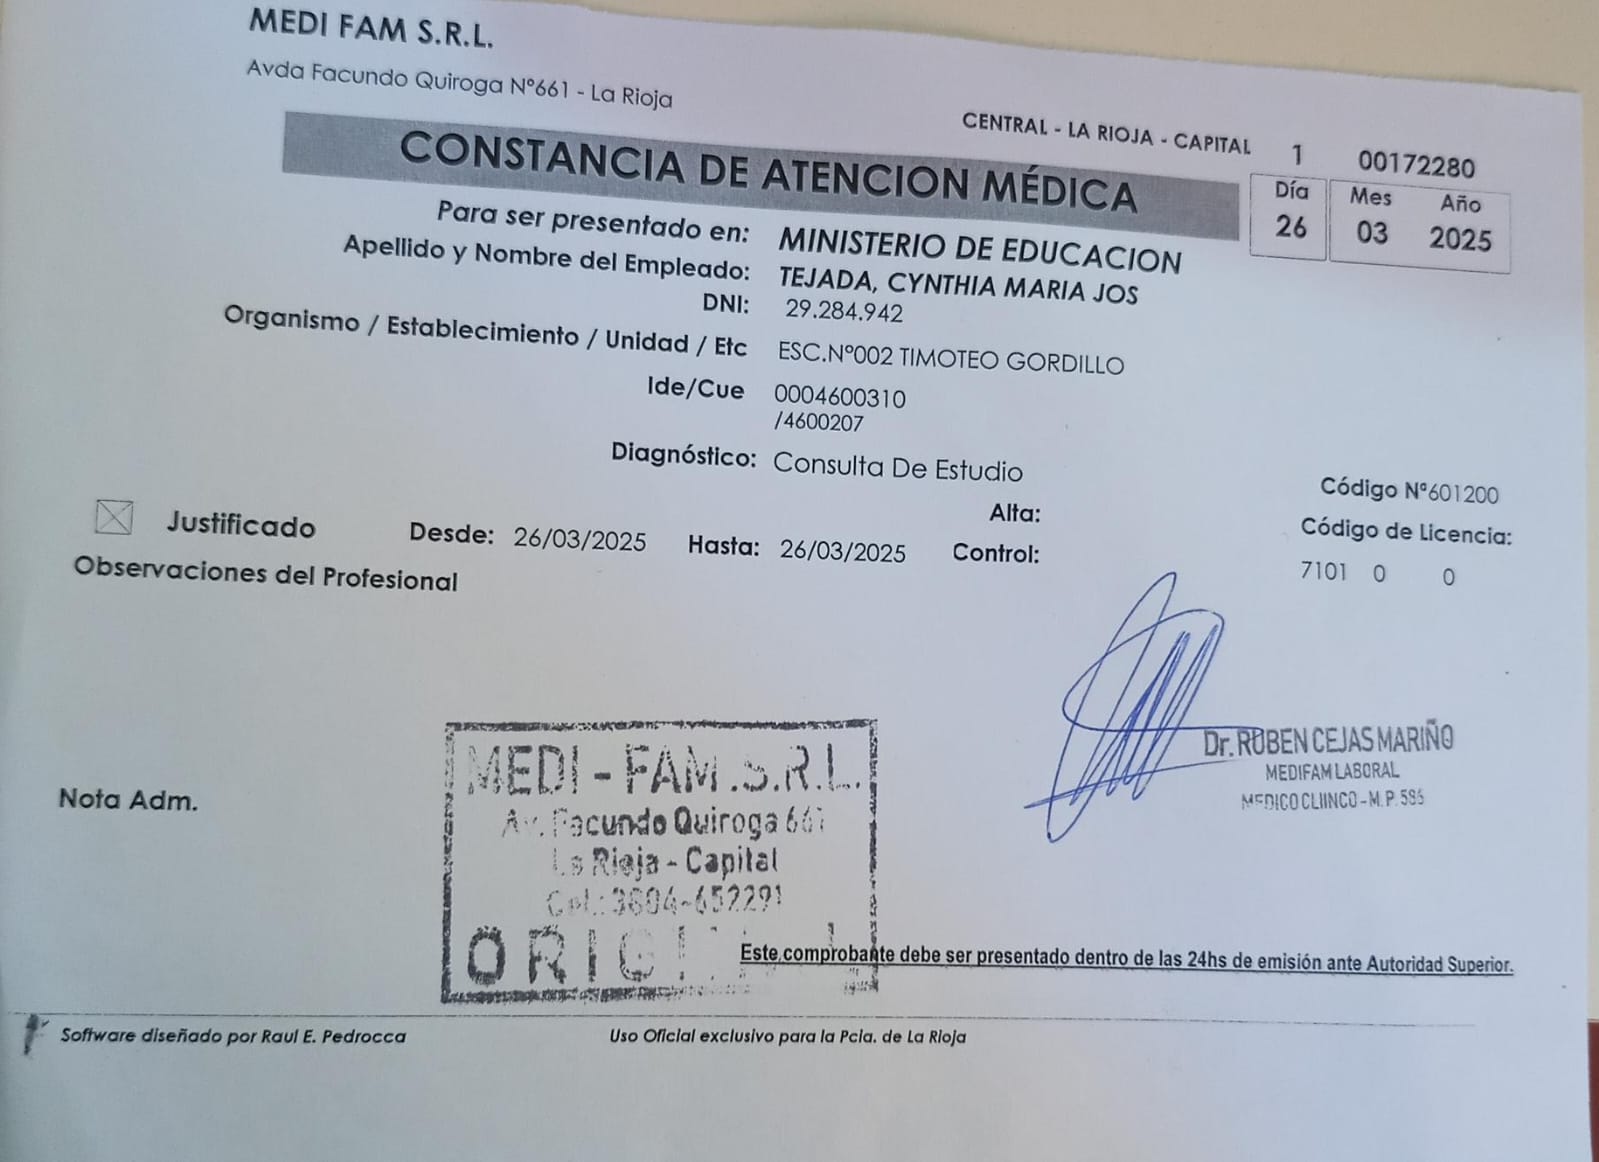 MEDI FAM S.R.L.
Avda Facundo Quiroga Nº661 - La Rioja
CENTRAL - LA RIOJA - CAPITAL 1 00172280
CONSTANCIA DE ATENCION MÉDICA
Día Mes Año
26 03 2025
Para ser presentado en: MINISTERIO DE EDUCACION
Apellido y Nombre del Empleado: TEJADA, CYNTHIA MARIA JOS
DNI: 29.284.942
Organismo / Establecimiento / Unidad / Etc ESC.Nº002 TIMOTEO GORDILLO
Ide/Cue 0004600310
/4600207
Diagnóstico: Consulta De Estudio
Código Nº601200
Alta:
Código de Licencia:
Justificado Desde: 26/03/2025 Hasta: 26/03/2025 Control:
7101 0 0
Observaciones del Profesional
Dr. RUBEN CEJAS MARIÑO
MEDIFAM LABORAL
MEDICO CLIINCO - M.P. 586
Nota Adm.
MEDI - FAM .S.R.L.
Av. Facundo Quiroga 661
La Rioja - Capital
Este comprobante debe ser presentado dentro de las 24hs de emisión ante Autoridad Superior.
Software diseñado por Raul E. Pedrocca
Uso Oficial exclusivo para la Pcia. de La Rioja